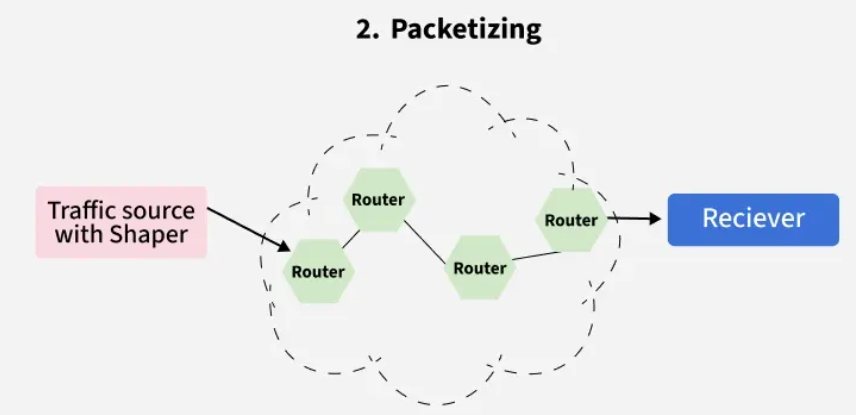 2. Packetizing
Traffic source
with Shaper
Router
Router
Router
Router
Reciever